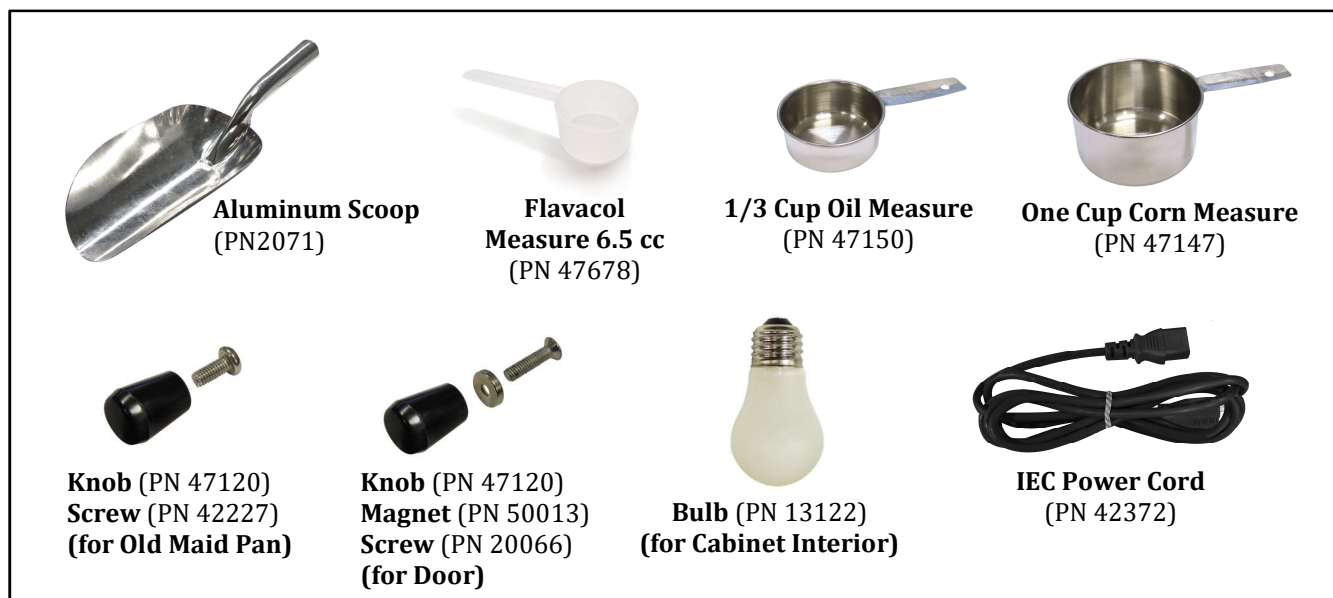 Aluminum Scoop
(PN2071)
Flavacol
Measure 6.5 cc
(PN 47678)
1/3 Cup Oil Measure
(PN 47150)
One Cup Corn Measure
(PN 47147)
Knob (PN 47120)
Screw (PN 42227)
(for Old Maid Pan)
Knob (PN 47120)
Magnet (PN 50013)
Screw (PN 20066)
(for Door)
Bulb (PN 13122)
(for Cabinet Interior)
IEC Power Cord
(PN 42372)